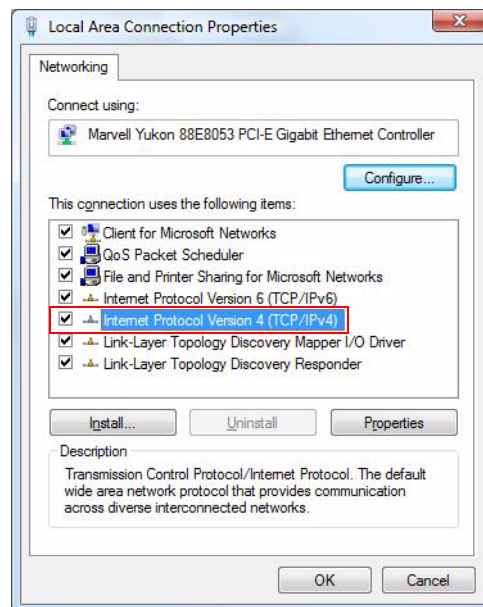 Local Area Connection Properties
Networking
Connect using:
Marvell Yukon 88E8053 PCI-E Gigabit Ethernet Controller
Configure...
This connection uses the following items:
Client for Microsoft Networks
QoS Packet Scheduler
File and Printer Sharing for Microsoft Networks
Internet Protocol Version 6 (TCP/IPv6)
Internet Protocol Version 4 (TCP/IPv4)
Link-Layer Topology Discovery Mapper I/O Driver
Link-Layer Topology Discovery Responder
Install... Uninstall Properties
Description
Transmission Control Protocol/Internet Protocol. The default
wide area network protocol that provides communication
across diverse interconnected networks.
OK Cancel